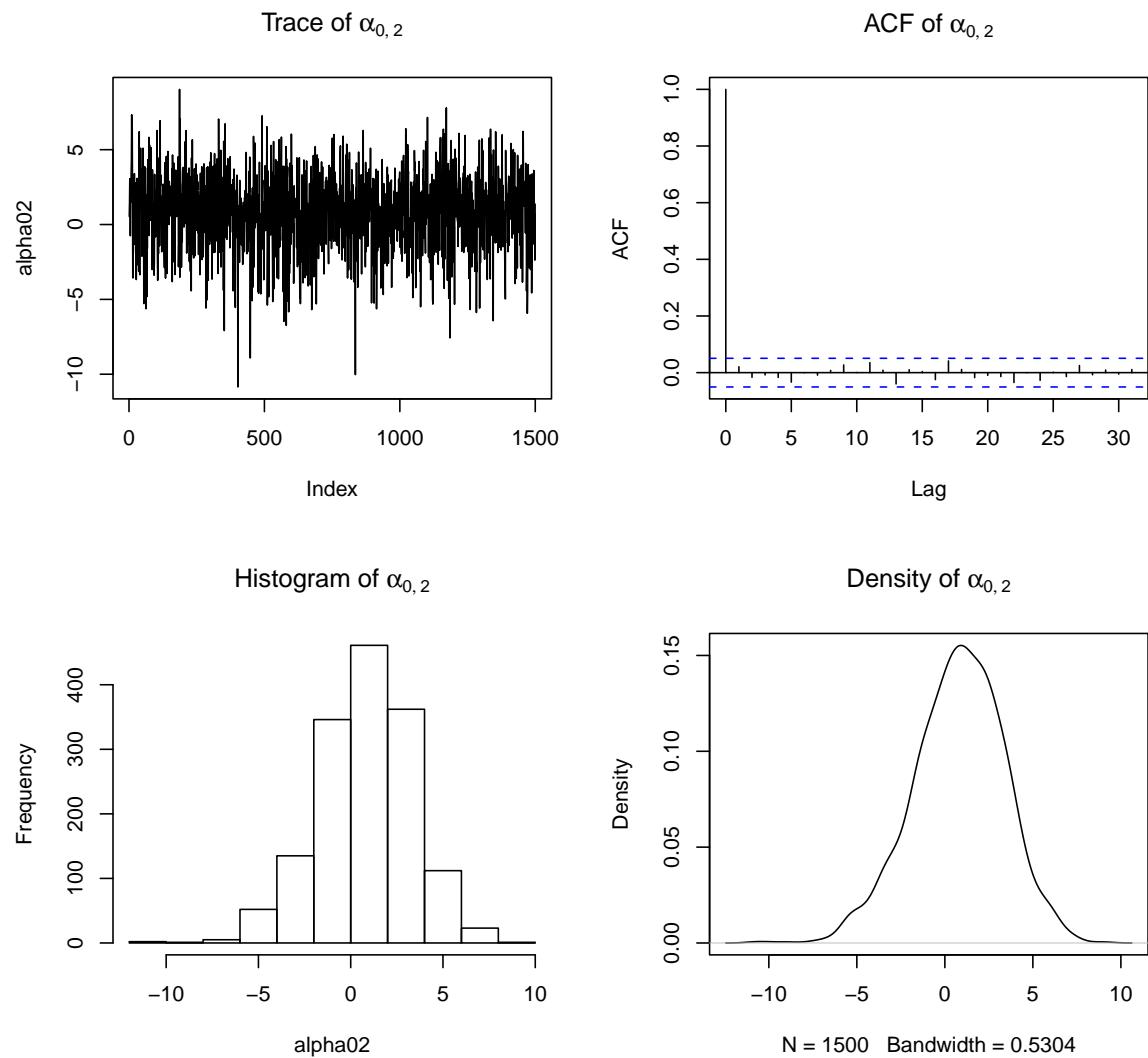 Trace of α0, 2
alpha02
5
0
−5
−10
0 500 1000 1500
Index
ACF of α0, 2
ACF
1.0
0.8
0.6
0.4
0.2
0.0
0 5 10 15 20 25 30
Lag
Histogram of α0, 2
Frequency
400
300
200
100
0
−10 −5 0 5 10
alpha02
Density of α0, 2
Density
0.15
0.10
0.05
0.00
−10 −5 0 5 10
N = 1500 Bandwidth = 0.5304